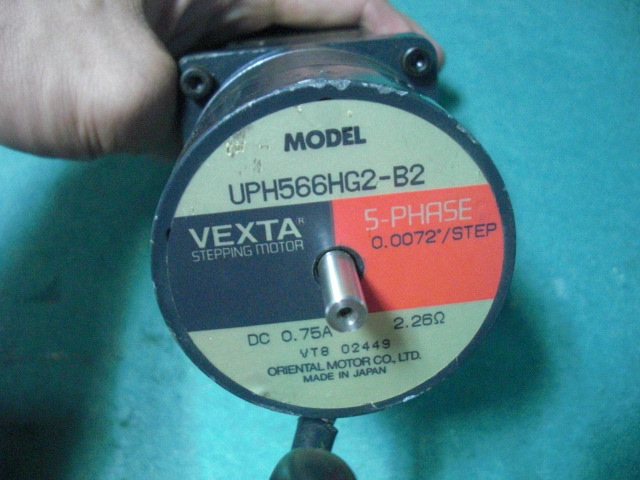 MODEL
UPH566HG2-B2
VEXTA®
STEPPING MOTOR
5-PHASE
0.0072°/STEP
DC 0.75A 2.26Ω
VT8 02449
ORIENTAL MOTOR CO., LTD.
MADE IN JAPAN